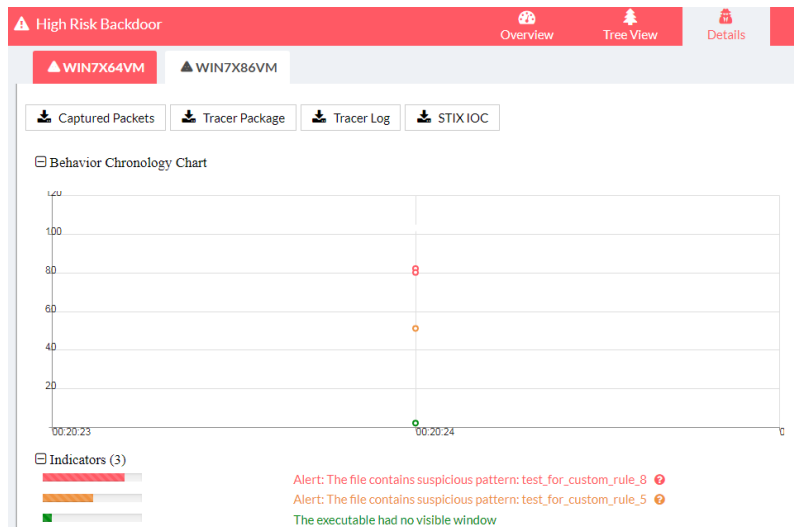 High Risk Backdoor
Overview
Tree View
Details
WIN7X64VM
WIN7X86VM
Captured Packets
Tracer Package
Tracer Log
STIX IOC
Behavior Chronology Chart
120
100
80
60
40
20
00:20:23
00:20:24
Indicators (3)
Alert: The file contains suspicious pattern: test_for_custom_rule_8
Alert: The file contains suspicious pattern: test_for_custom_rule_5
The executable had no visible window